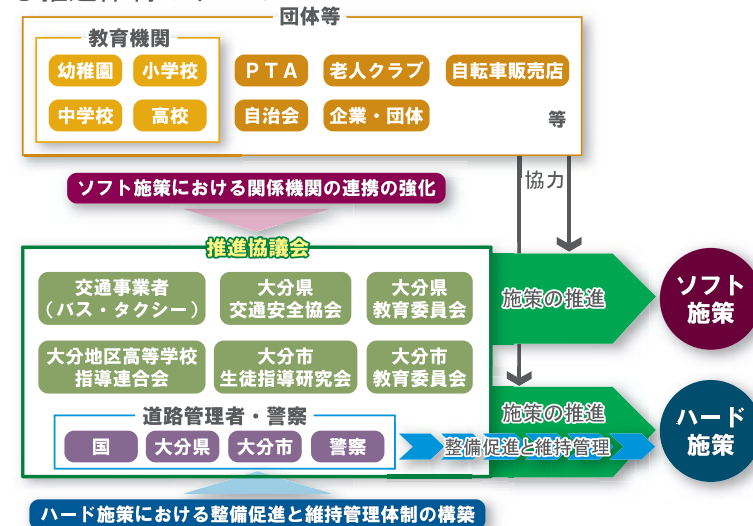 団体等
教育機関
幼稚園 小学校 PTA 老人クラブ 自転車販売店
中学校 高校 自治会 企業・団体 等
ソフト施策における関係機関の連携の強化
協力
推進協議会
交通事業者
(バス・タクシー)
大分県
交通安全協会
大分県
教育委員会
大分地区高等学校
指導連合会
大分市
生徒指導研究会
大分市
教育委員会
道路管理者・警察
国 大分県 大分市 警察
施策の推進
ソフト
施策
施策の推進
整備促進と維持管理
ハード
施策
ハード施策における整備促進と維持管理体制の構築